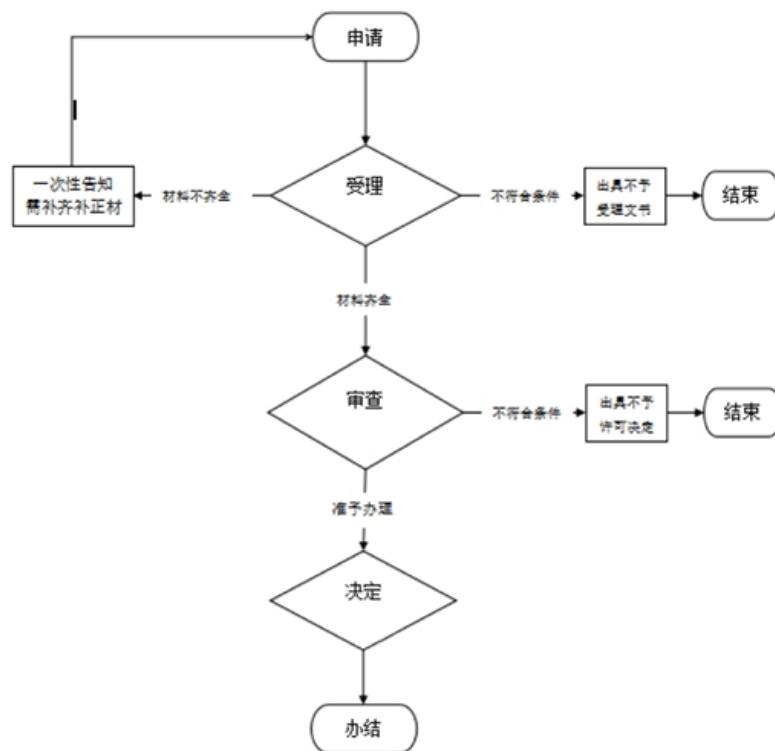 申请
一次性告知
需补齐补正材
材料不齐全
受理
不符合条件
出具不予
受理文书
结束
材料齐全
审查
不符合条件
出具不予
许可决定
结束
准予办理
决定
办结